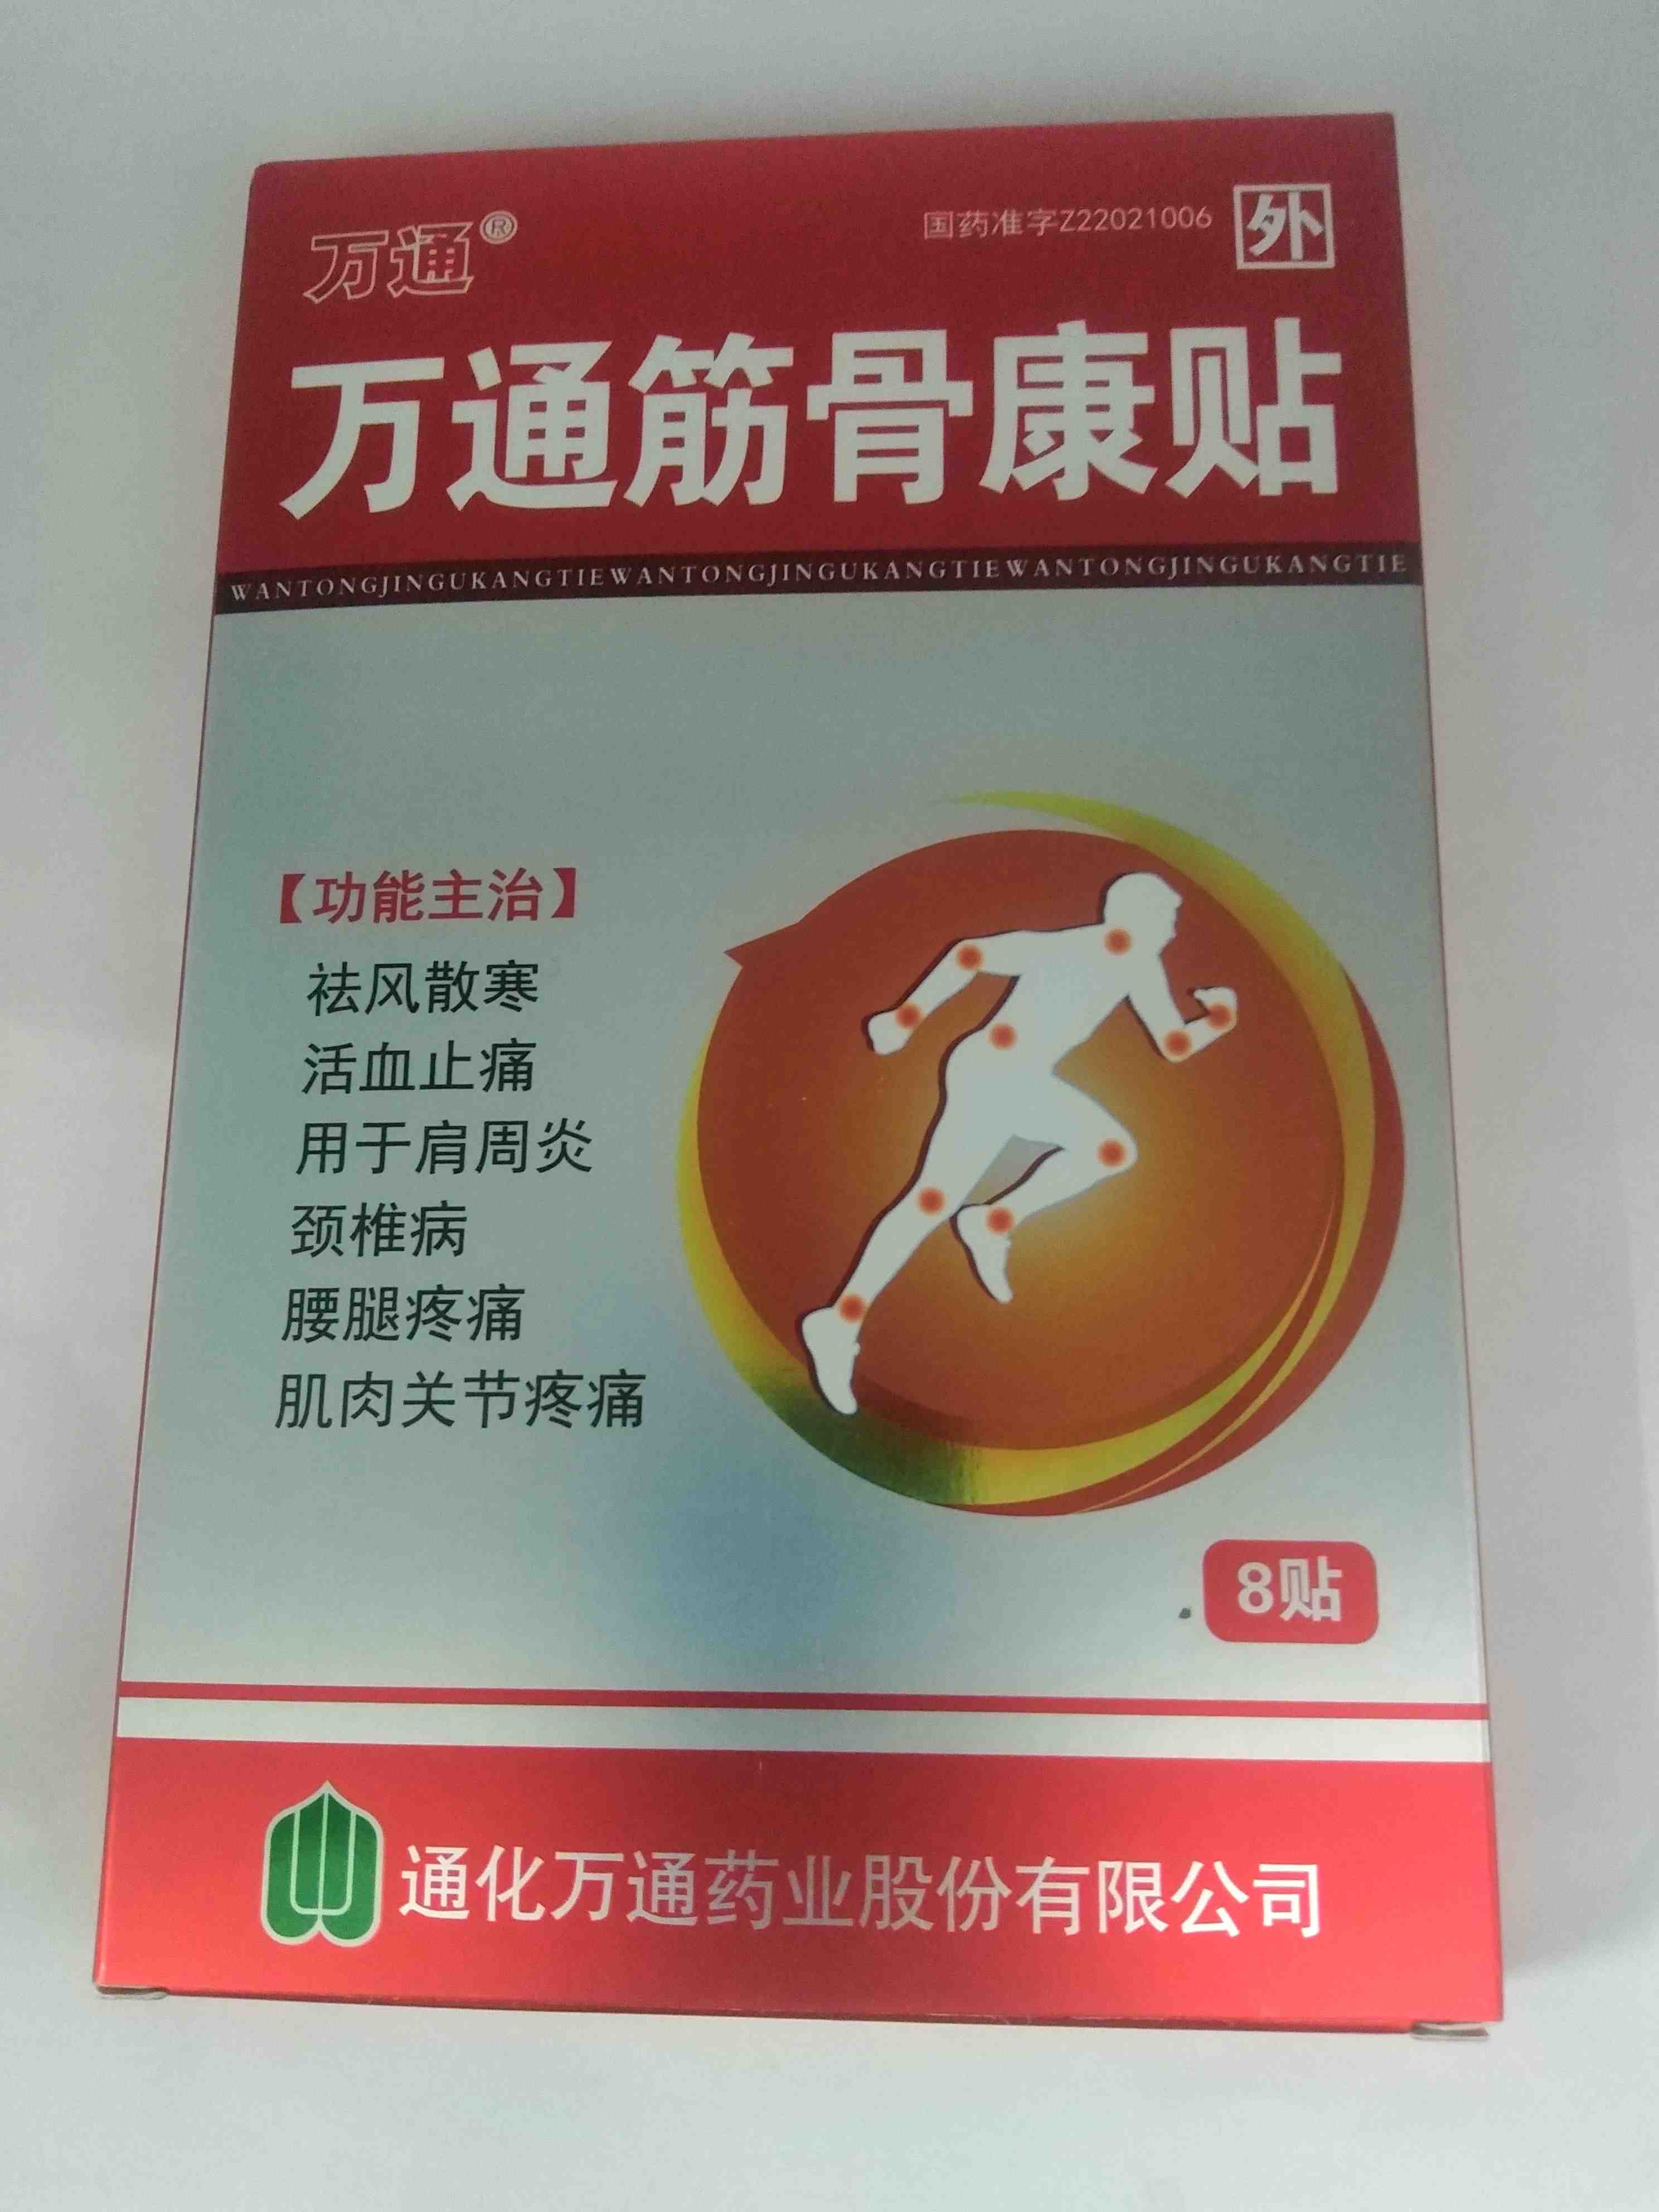 万通®
国药准字Z22021006 外
万通筋骨康贴
WANTONGJINGUKANGTIEWANTONGJINGUKANGTIEWANTONGJINGUKANGTIE
【功能主治】
祛风散寒
活血止痛
用于肩周炎
颈椎病
腰腿疼痛
肌肉关节疼痛
8贴
通化万通药业股份有限公司